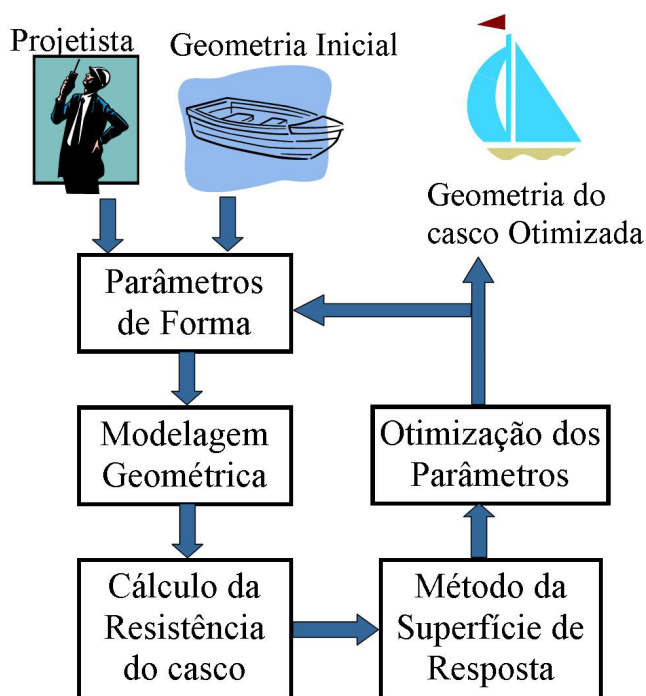 Projetista
Geometria Inicial
Geometria do
casco Otimizada
Parâmetros
de Forma
Modelagem
Geométrica
Otimização dos
Parâmetros
Cálculo da
Resistência
do casco
Método da
Superfície de
Resposta